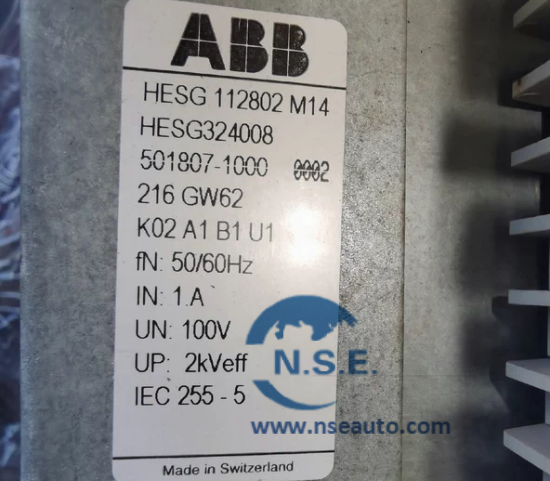 ABB
HESG 112802 M14
HESG324008
501807-1000 0002
216 GW62
K02 A1 B1 U1
fN: 50/60Hz
IN: 1 A
UN: 100V
UP: 2kVeff
IEC 255 - 5
N.S.E.
www.nseauto.com
Made in Switzerland